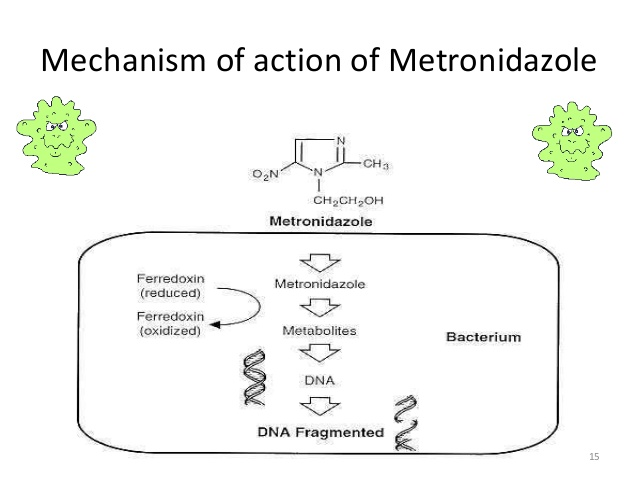 Mechanism of action of Metronidazole
N
O₂N
N
CH₃
CH₂CH₂OH
Metronidazole
Ferredoxin
(reduced)
Metronidazole
Ferredoxin
(oxidized)
Metabolites
Bacterium
DNA
DNA Fragmented
15